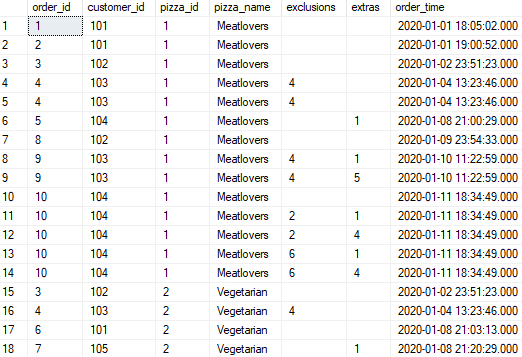 order_id customer_id pizza_id pizza_name exclusions extras order_time
1 1 101 1 Meatlovers 2020-01-01 18:05:02.000
2 2 101 1 Meatlovers 2020-01-01 19:00:52.000
3 3 102 1 Meatlovers 2020-01-02 23:51:23.000
4 4 103 1 Meatlovers 4 2020-01-04 13:23:46.000
5 4 103 1 Meatlovers 4 2020-01-04 13:23:46.000
6 5 104 1 Meatlovers 1 2020-01-08 21:00:29.000
7 8 102 1 Meatlovers 2020-01-09 23:54:33.000
8 9 103 1 Meatlovers 4 1 2020-01-10 11:22:59.000
9 9 103 1 Meatlovers 4 5 2020-01-10 11:22:59.000
10 10 104 1 Meatlovers 2020-01-11 18:34:49.000
11 10 104 1 Meatlovers 2 1 2020-01-11 18:34:49.000
12 10 104 1 Meatlovers 2 4 2020-01-11 18:34:49.000
13 10 104 1 Meatlovers 6 1 2020-01-11 18:34:49.000
14 10 104 1 Meatlovers 6 4 2020-01-11 18:34:49.000
15 3 102 2 Vegetarian 2020-01-02 23:51:23.000
16 4 103 2 Vegetarian 4 2020-01-04 13:23:46.000
17 6 101 2 Vegetarian 2020-01-08 21:03:13.000
18 7 105 2 Vegetarian 1 2020-01-08 21:20:29.000